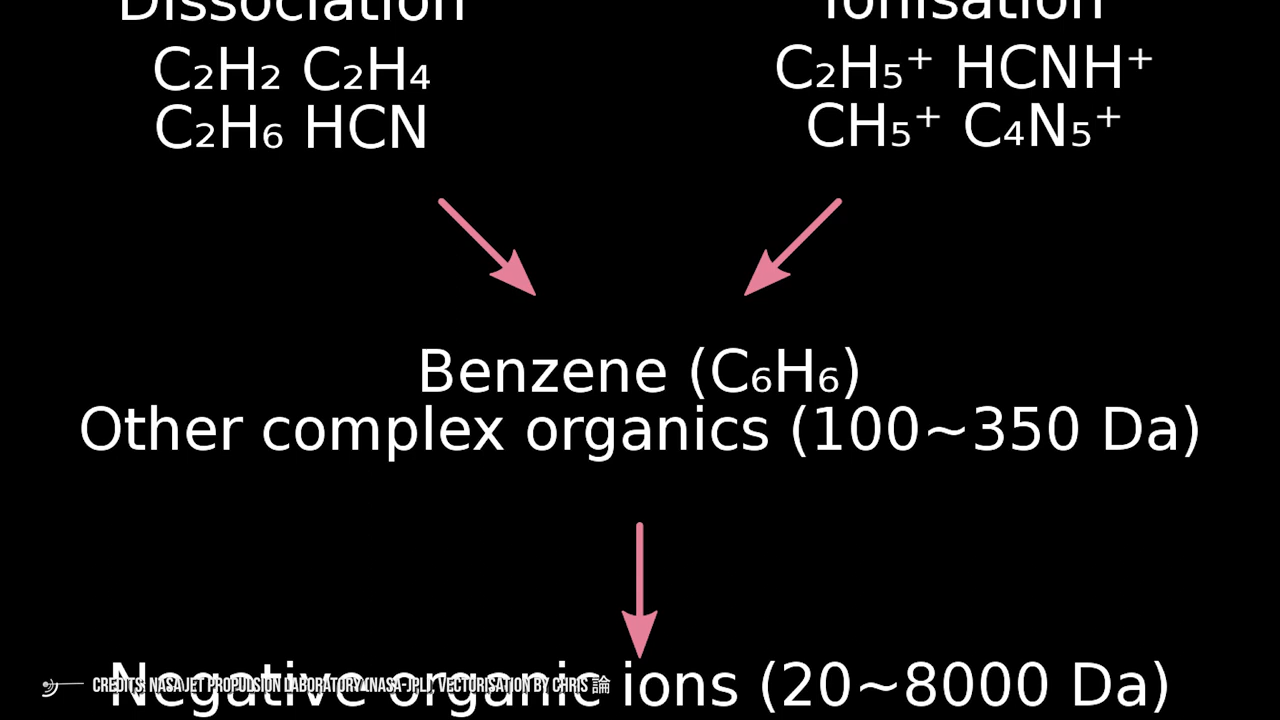 Dissociation
C₂H₂ C₂H₄
C₂H₆ HCN
Ionisation
C₂H₅⁺ HCNH⁺
CH₅⁺ C₄N₅⁺
Benzene (C₆H₆)
Other complex organics (100~350 Da)
Negative organic ions (20~8000 Da)
CREDITS: NASA JET PROPULSION LABORATORY (NASA-JPL), VECTORISATION BY CHRIS 論